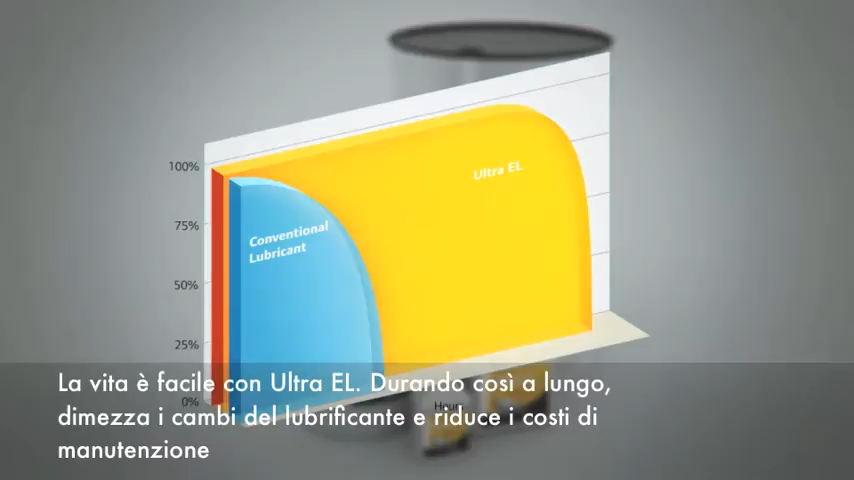 100%
Ultra EL
75%
Conventional
Lubricant
50%
25%
0%
Hours
La vita è facile con Ultra EL. Durando così a lungo,
dimezza i cambi del lubrificante e riduce i costi di
manutenzione